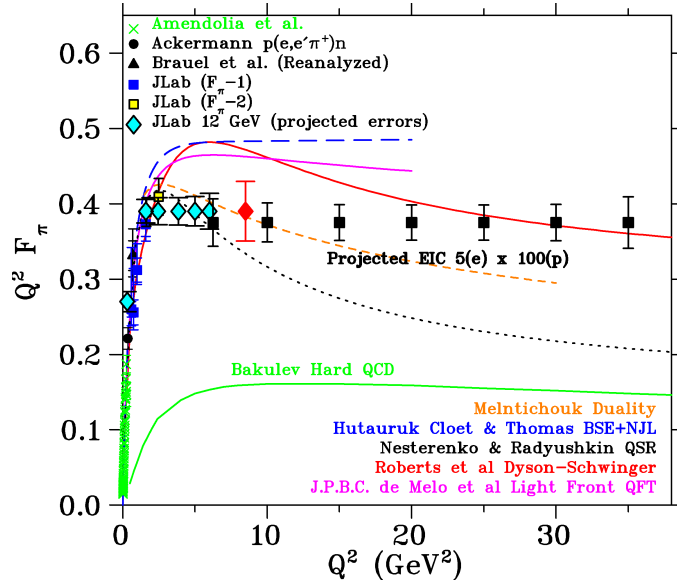 Amendolia et al.
Ackermann p(e,e′π⁺)n
Brauel et al. (Reanalyzed)
JLab (Fπ−1)
JLab (Fπ−2)
JLab 12 GeV (projected errors)
0.6
0.5
0.4
0.3
0.2
0.1
0.0
Q² Fπ
Projected EIC 5(e) x 100(p)
Bakulev Hard QCD
Melntichouk Duality
Hutauruk Cloet & Thomas BSE+NJL
Nesterenko & Radyushkin QSR
Roberts et al Dyson−Schwinger
J.P.B.C. de Melo et al Light Front QFT
0 10 20 30
Q² (GeV²)